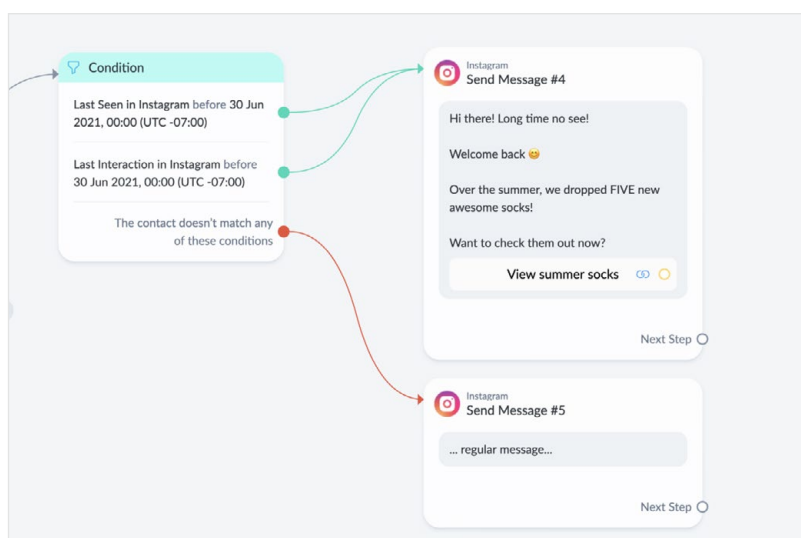 Condition
Last Seen in Instagram before 30 Jun
2021, 00:00 (UTC -07:00)
Last Interaction in Instagram before
30 Jun 2021, 00:00 (UTC -07:00)
The contact doesn't match any
of these conditions
Instagram
Send Message #4
Hi there! Long time no see!
Welcome back 😊
Over the summer, we dropped FIVE new
awesome socks!
Want to check them out now?
View summer socks
Next Step
Instagram
Send Message #5
... regular message...
Next Step